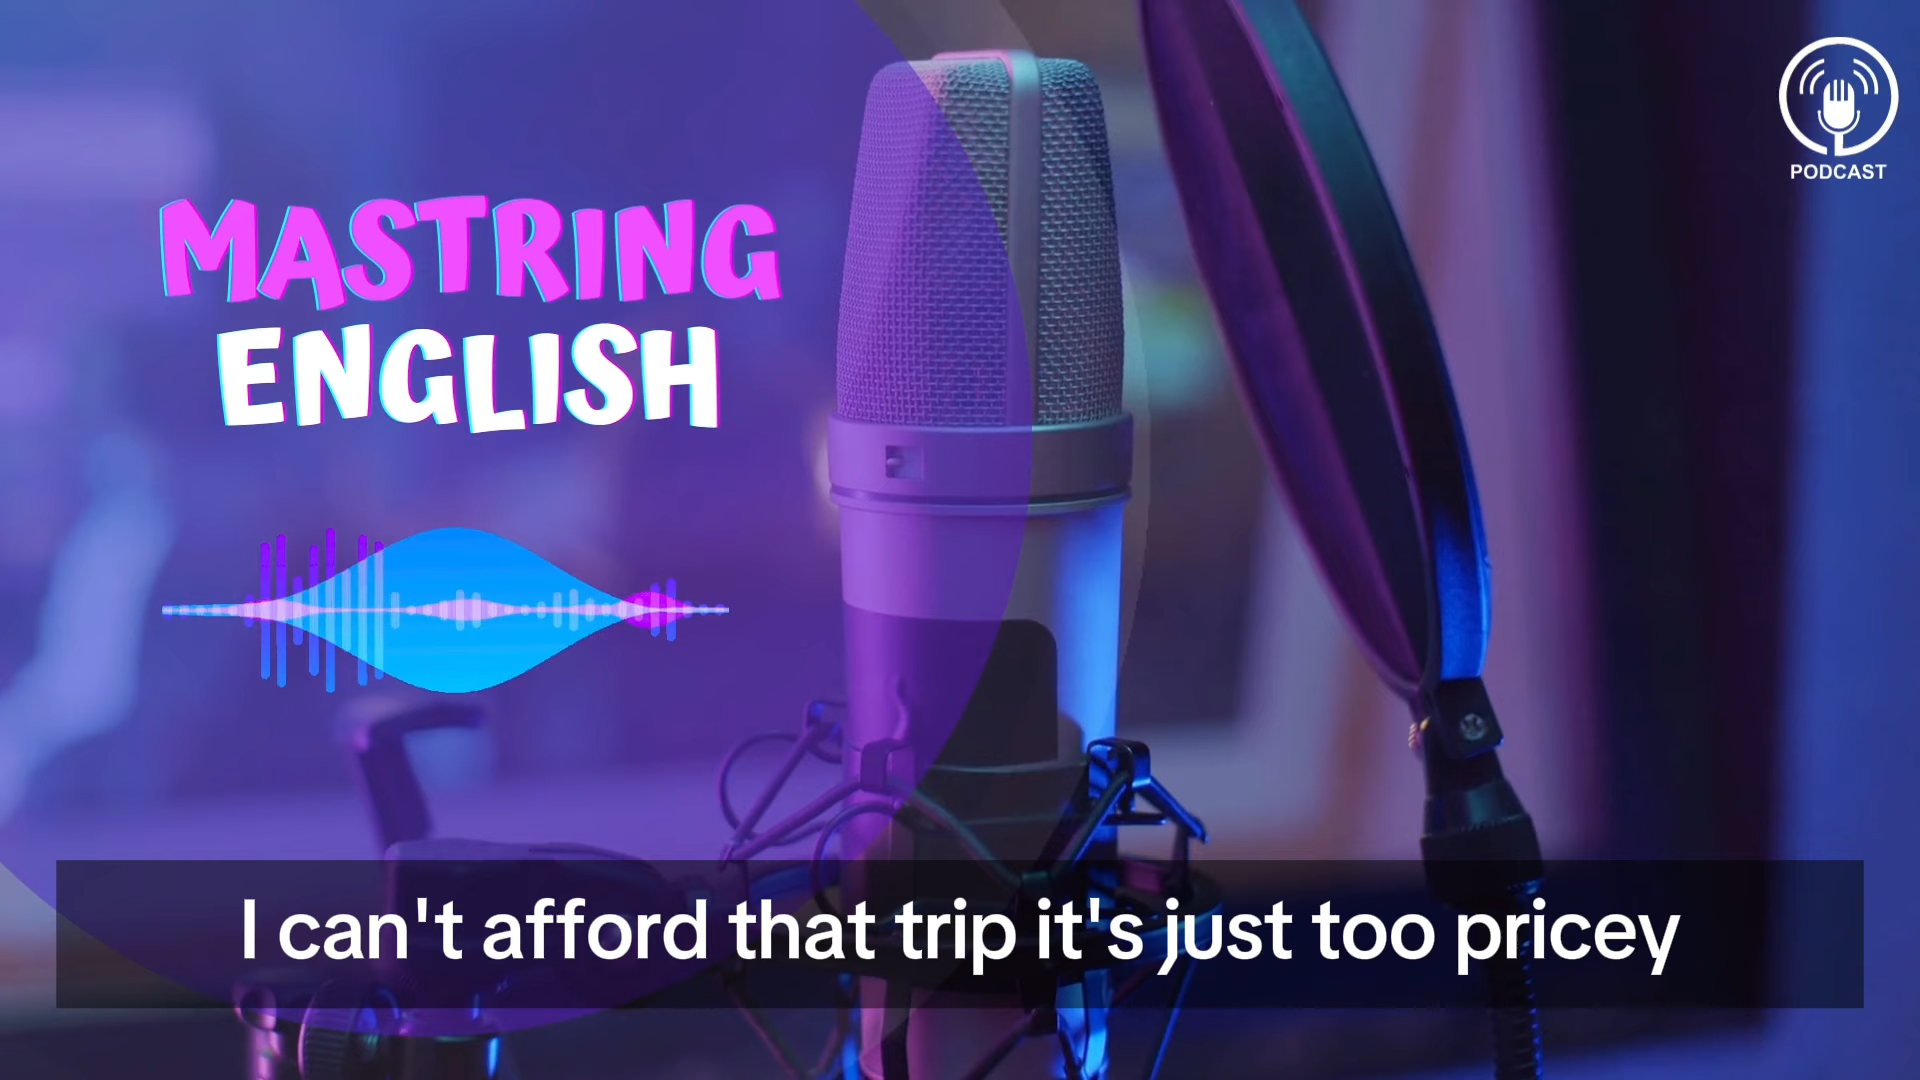 PODCAST
MASTRING
ENGLISH
I can't afford that trip it's just too pricey